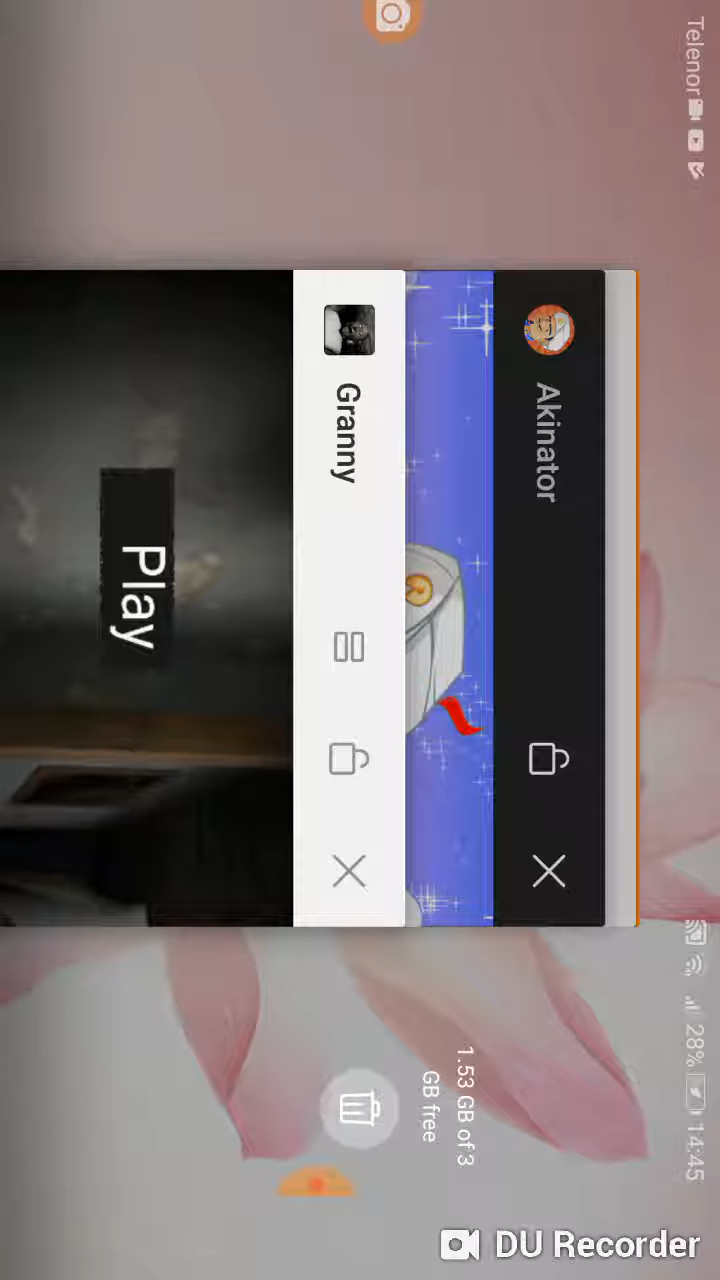 Telenor
28%
14:45
Akinator
Granny
Play
1.53 GB of 3
GB free
DU Recorder